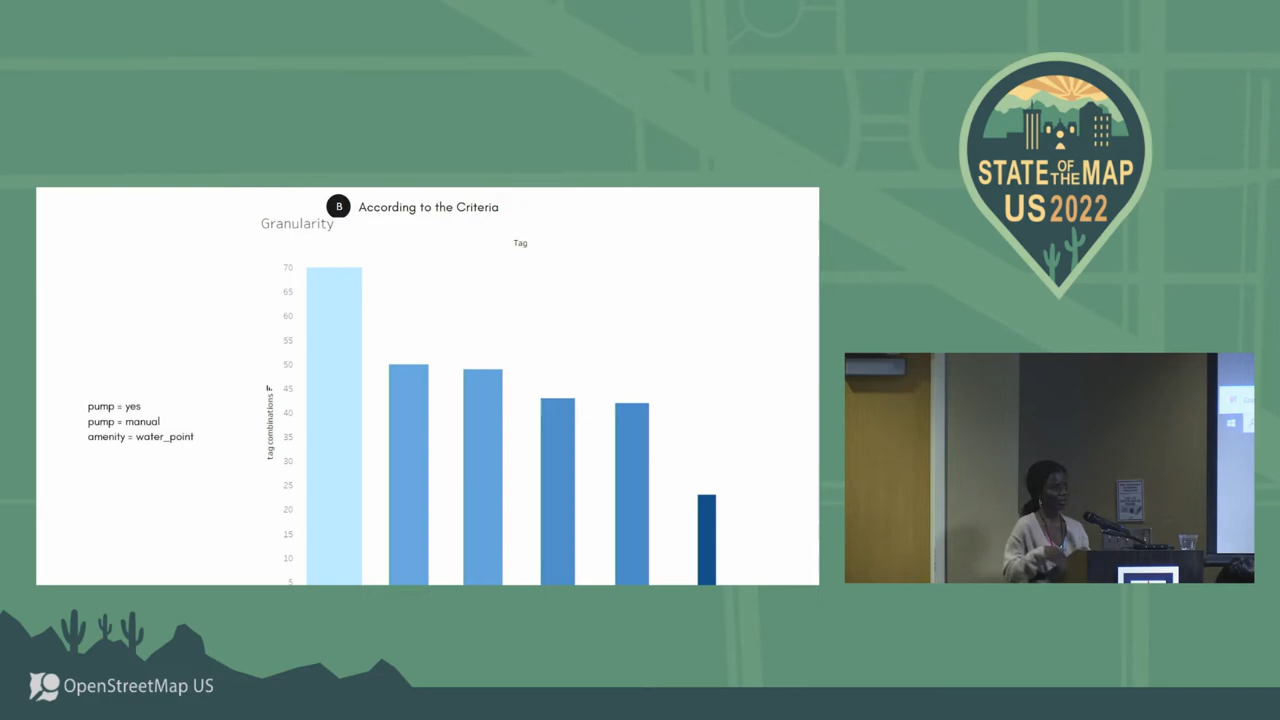 B According to the Criteria
Granularity
Tag
70
65
60
55
50
45
40
35
30
25
20
15
10
5
tag combinations
pump = yes
pump = manual
amenity = water_point
STATE OF THE MAP
US 2022
OpenStreetMap US